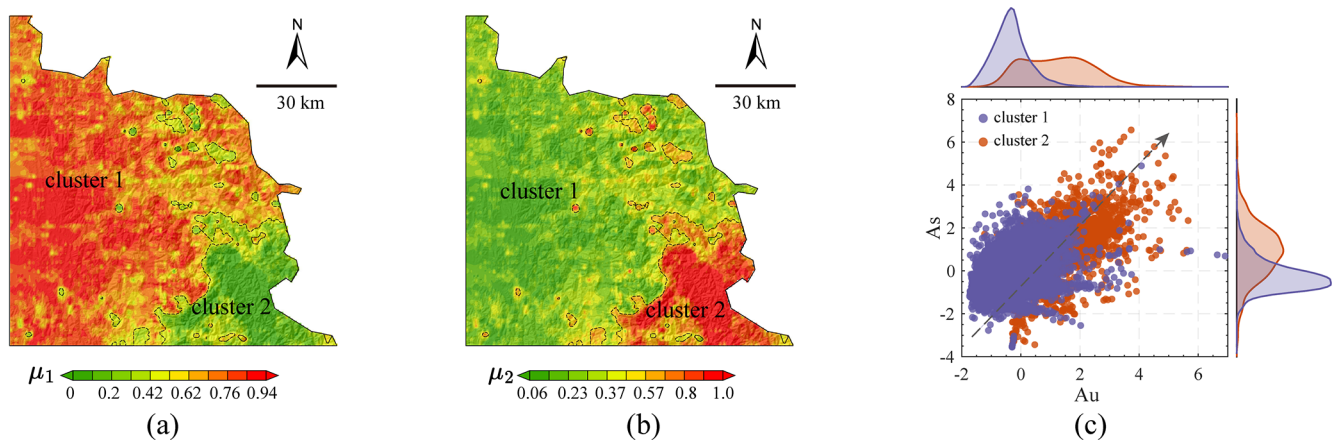 N
30 km
cluster 1
cluster 2
μ1
0 0.2 0.42 0.62 0.76 0.94
(a)
N
30 km
cluster 1
cluster 2
μ2
0.06 0.23 0.37 0.57 0.8 1.0
(b)
8
6
4
2
0
-2
-4
As
cluster 1
cluster 2
-2 0 2 4 6
Au
(c)